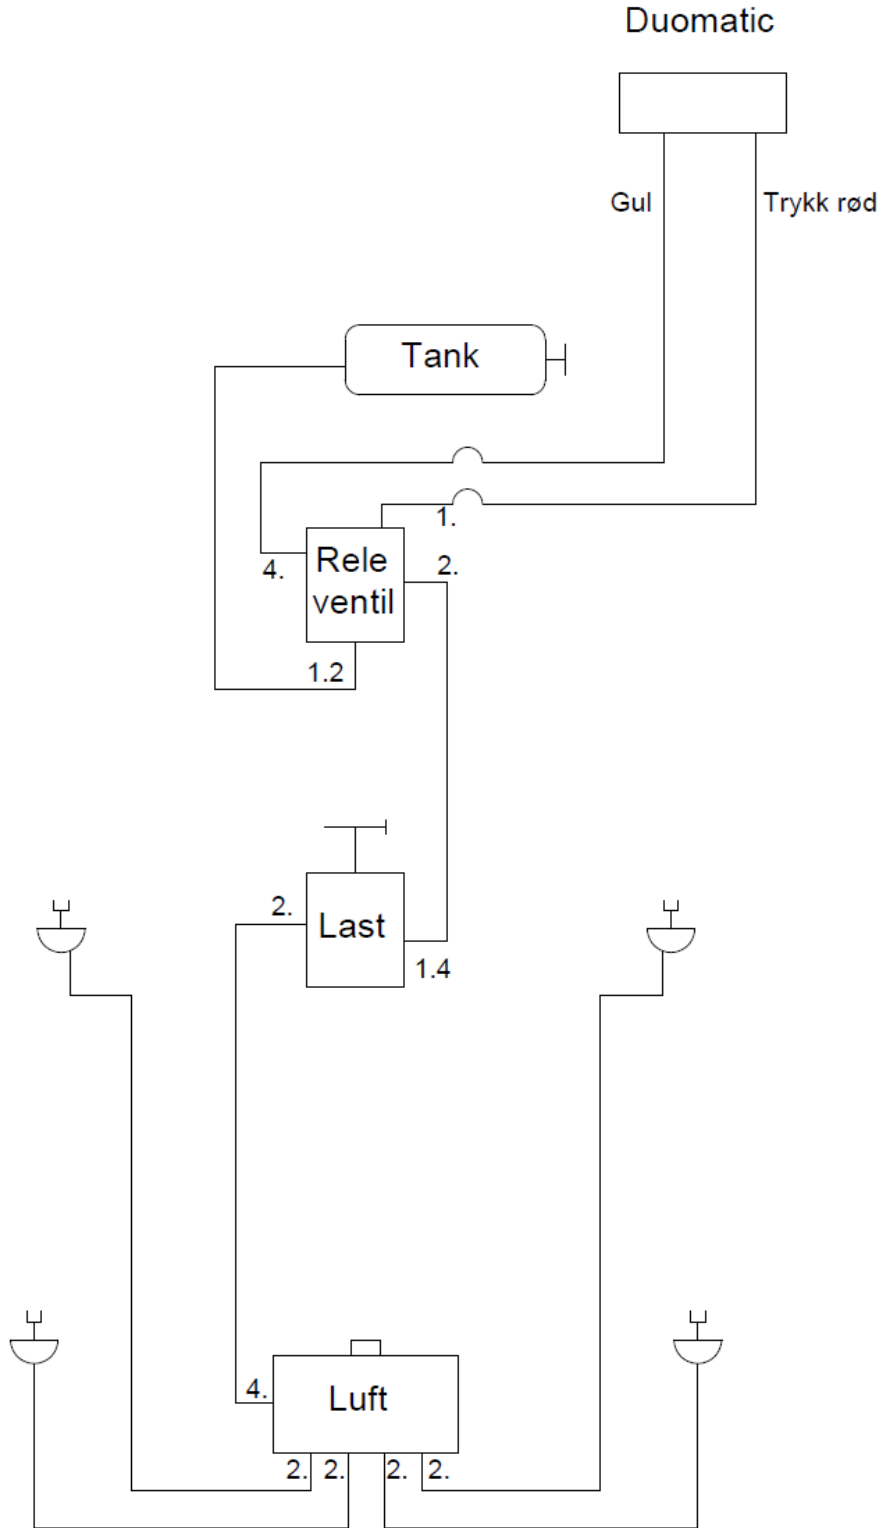 Duomatic
Gul
Trykk rød
Tank
1.
4.
Rele
2.
ventil
1.2
2.
Last
1.4
4.
Luft
2.
2.
2.
2.